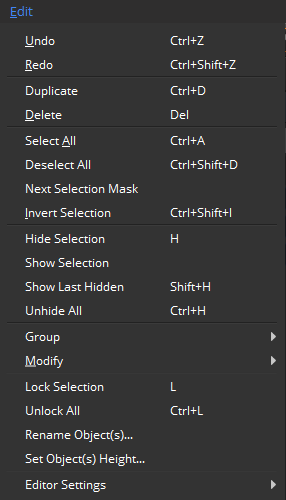 Edit
Undo Ctrl+Z
Redo Ctrl+Shift+Z
Duplicate Ctrl+D
Delete Del
Select All Ctrl+A
Deselect All Ctrl+Shift+D
Next Selection Mask
Invert Selection Ctrl+Shift+I
Hide Selection H
Show Selection
Show Last Hidden Shift+H
Unhide All Ctrl+H
Group
Modify
Lock Selection L
Unlock All Ctrl+L
Rename Object(s)...
Set Object(s) Height...
Editor Settings